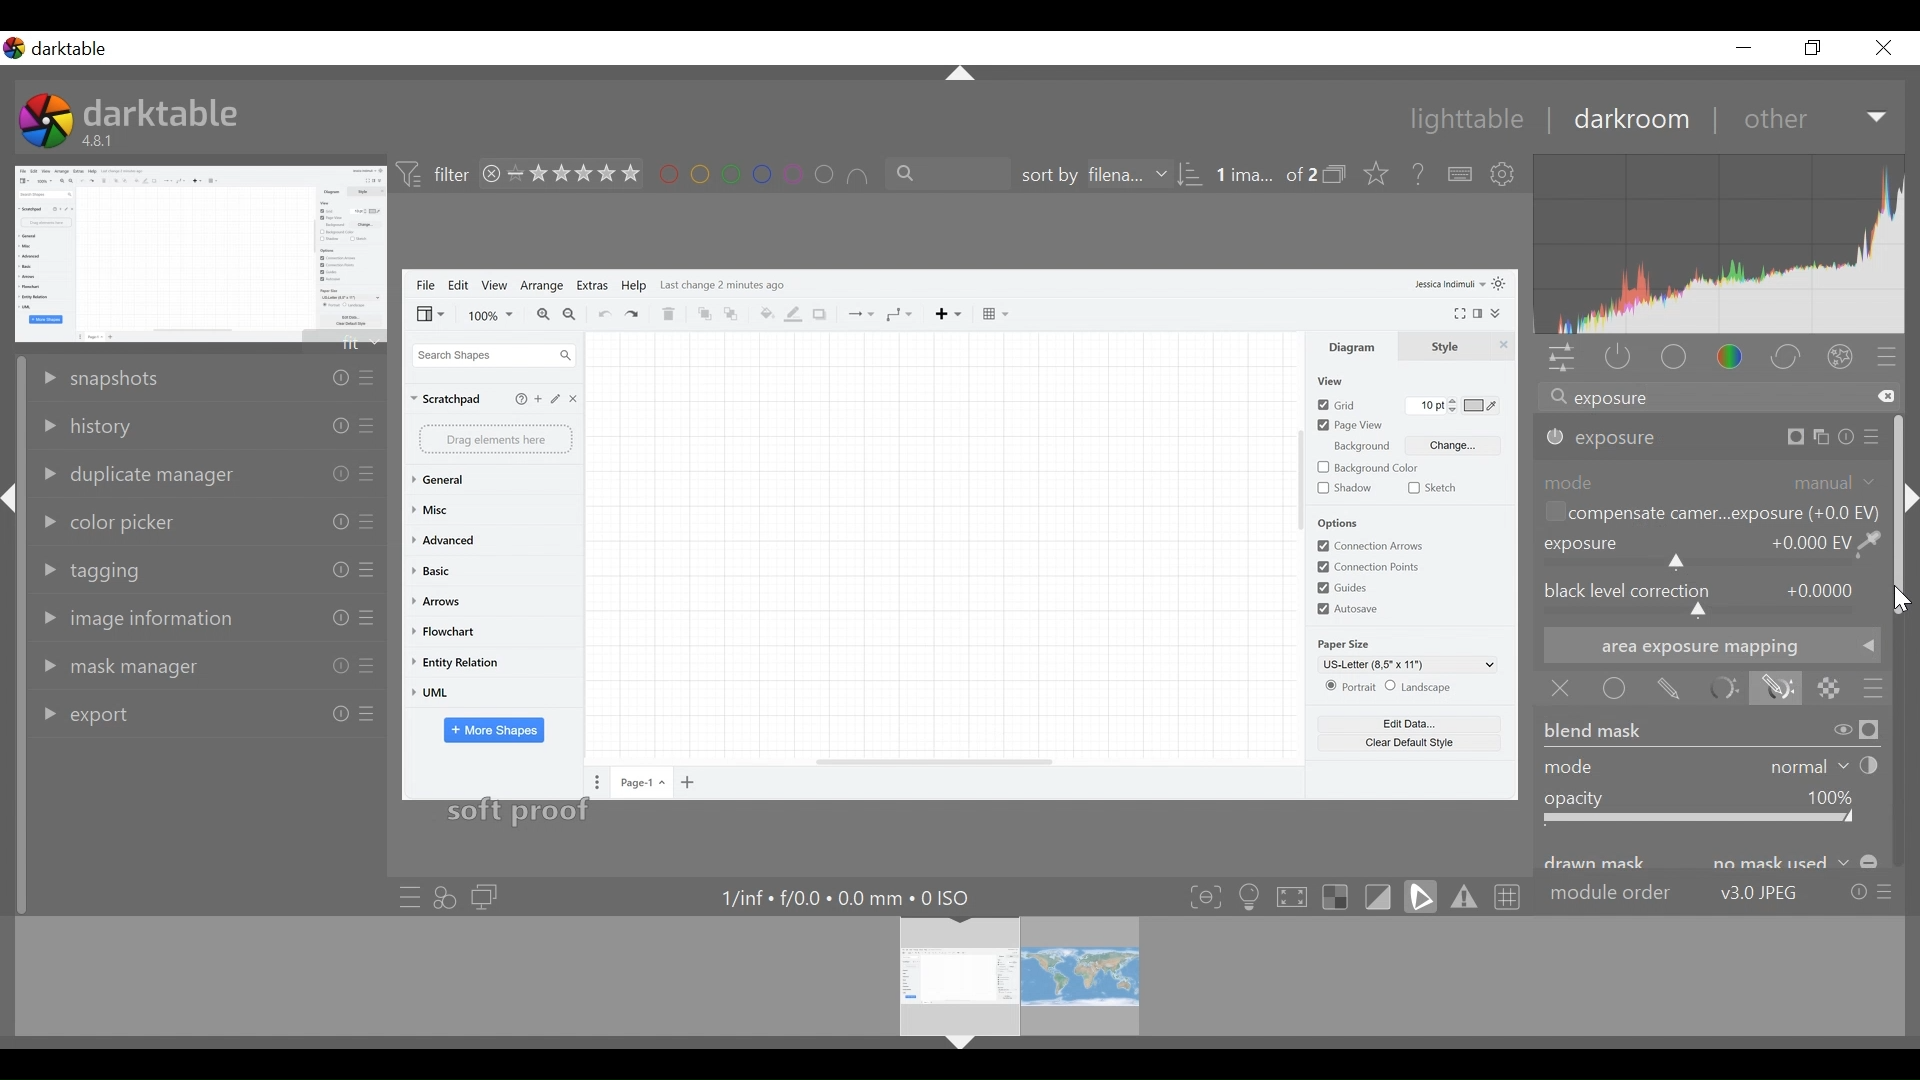 darktable
darktable
4.8.1
lighttable | darkroom | other
filter
sort by filena...
1 ima... of 2
fit
snapshots
history
duplicate manager
color picker
tagging
image information
mask manager
export
File Edit View Arrange Extras Help Last change 2 minutes ago
Jessica Indimuli
100%
Search Shapes
Scratchpad
Drag elements here
General
Misc
Advanced
Basic
Arrows
Flowchart
Entity Relation
UML
+ More Shapes
Page-1
Diagram Style
View
Grid 10 pt
Page View
Background Change...
Background Color
Shadow Sketch
Options
Connection Arrows
Connection Points
Guides
Autosave
Paper Size
US-Letter (8,5" x 11")
Portrait Landscape
Edit Data...
Clear Default Style
soft proof
1/inf • f/0.0 • 0.0 mm • 0 ISO
exposure
exposure
mode manual
compensate camer...exposure (+0.0 EV)
exposure +0.000 EV
black level correction +0.0000
area exposure mapping
blend mask
mode normal
opacity 100%
drawn mask no mask used
module order v3.0 JPEG